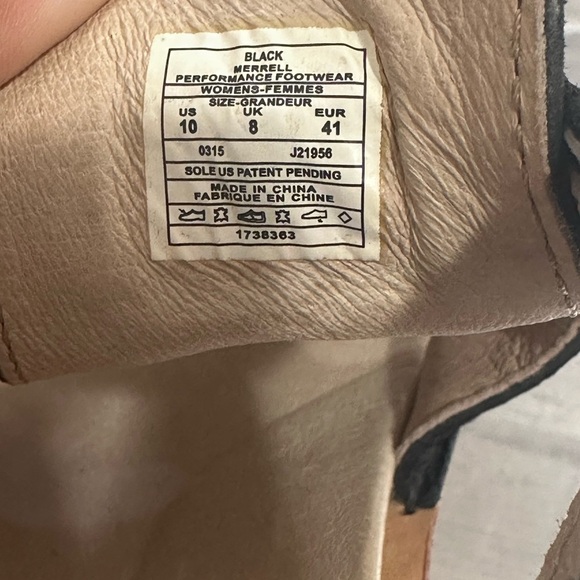 BLACK
MERRELL
PERFORMANCE FOOTWEAR
WOMENS-FEMMES
SIZE-GRANDEUR
US UK EUR
10 8 41
0315 J21956
SOLE US PATENT PENDING
MADE IN CHINA
FABRIQUE EN CHINE
1738363